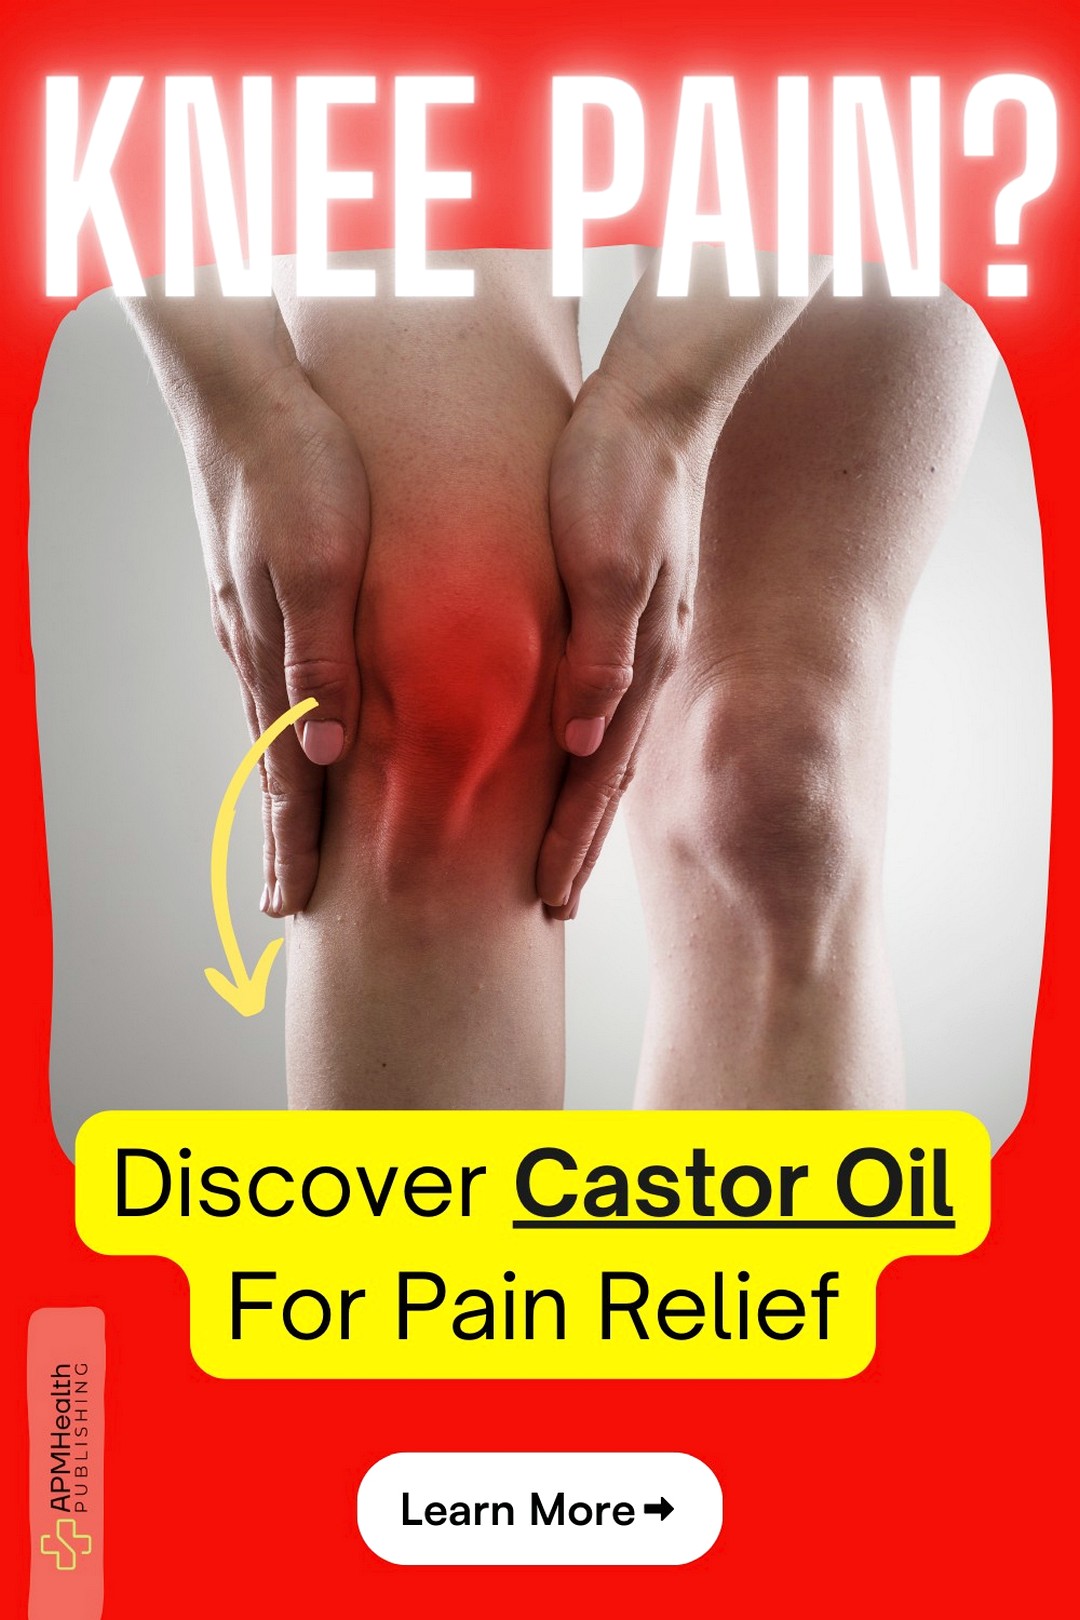 KNEE PAIN?
Discover Castor Oil
For Pain Relief
Learn More
APMHealth
PUBLISHING